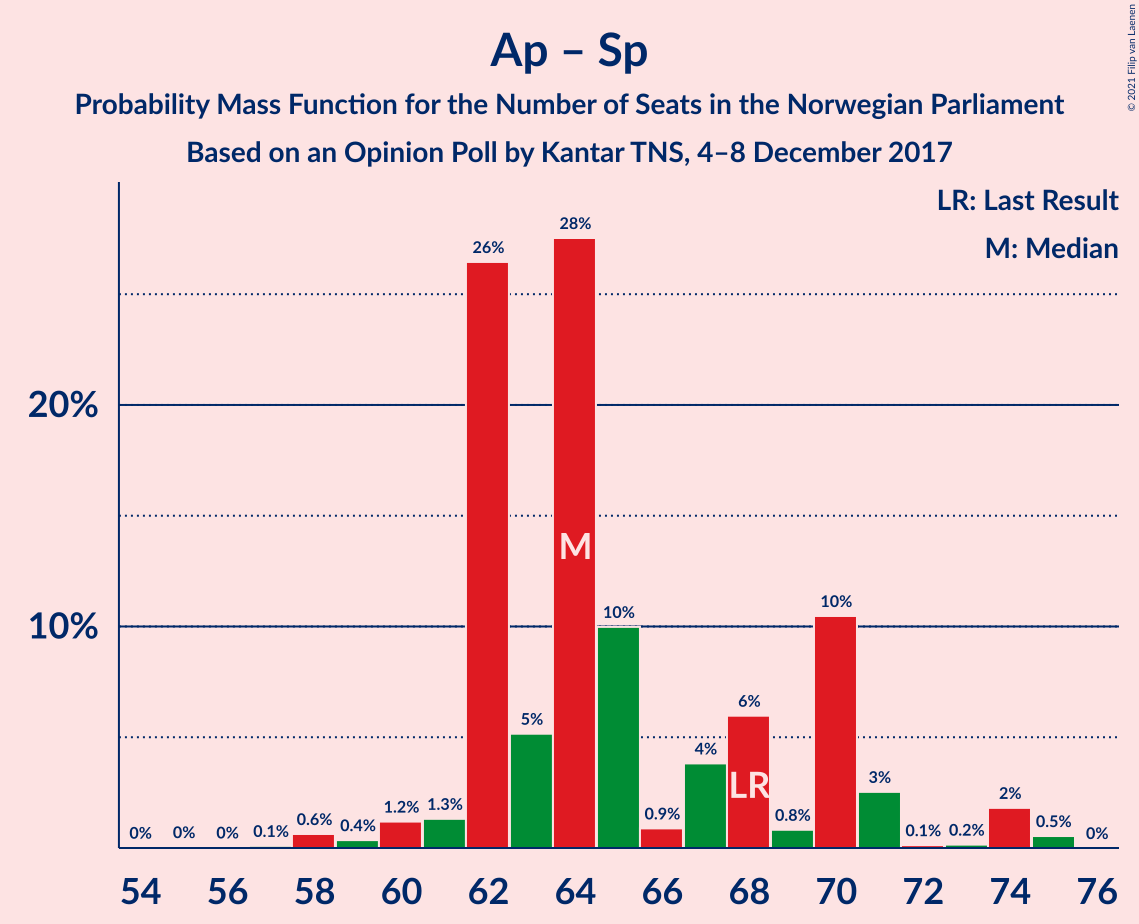 Ap – Sp
Probability Mass Function for the Number of Seats in the Norwegian Parliament
Based on an Opinion Poll by Kantar TNS, 4–8 December 2017
© 2021 Filip van Laenen
LR: Last Result
M: Median
20%
10%
0% 0% 0% 0.1% 0.6% 0.4% 1.2% 1.3% 26% 5% 28% 10% 0.9% 4% 6% 0.8% 10% 3% 0.1% 0.2% 2% 0.5% 0%
M
LR
54 56 58 60 62 64 66 68 70 72 74 76